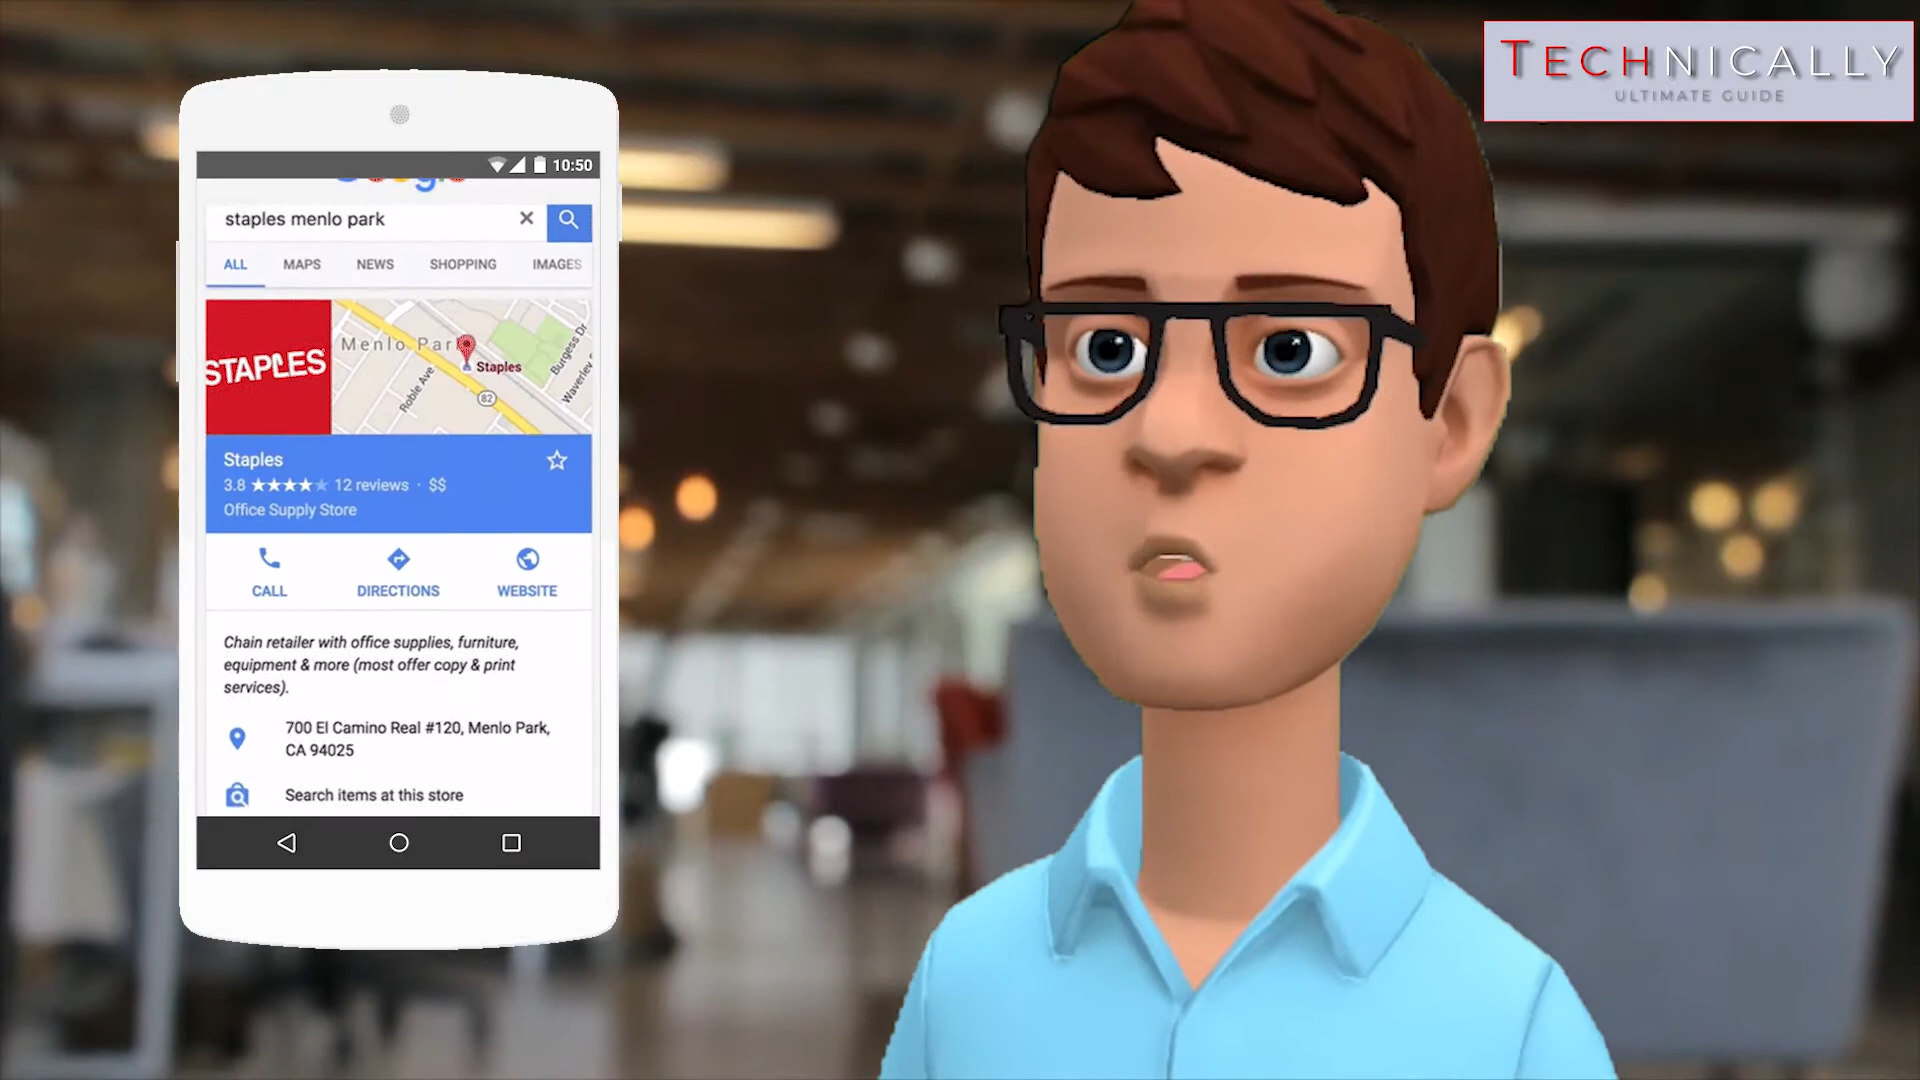 TECHNICALLY
ULTIMATE GUIDE
10:50
Google
staples menlo park
ALL MAPS NEWS SHOPPING IMAGES
STAPLES
Menlo Par
Staples
Roble Ave
82
Burgess Dr
Waverley
Staples
3.8 ★★★★★ 12 reviews · $$
Office Supply Store
CALL DIRECTIONS WEBSITE
Chain retailer with office supplies, furniture,
equipment & more (most offer copy & print
services).
700 El Camino Real #120, Menlo Park,
CA 94025
Search items at this store